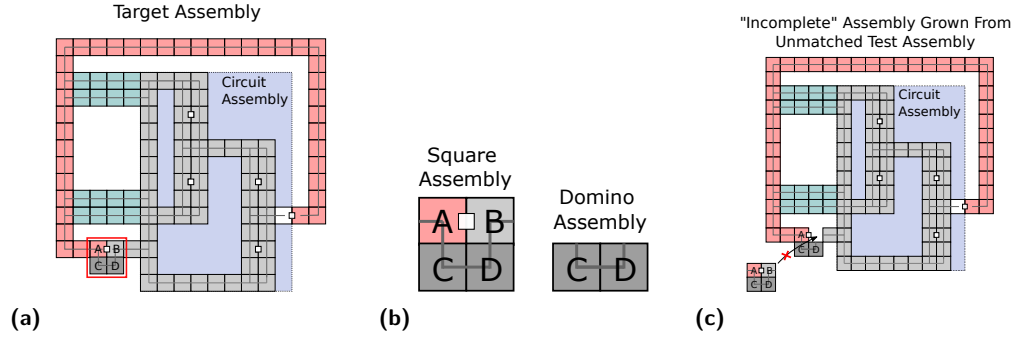 Target Assembly
Circuit
Assembly
A B
C D
(a)
Square
Assembly
A B
C D
Domino
Assembly
C D
(b)
"Incomplete" Assembly Grown From
Unmatched Test Assembly
Circuit
Assembly
A
C D
A B
C D
(c)